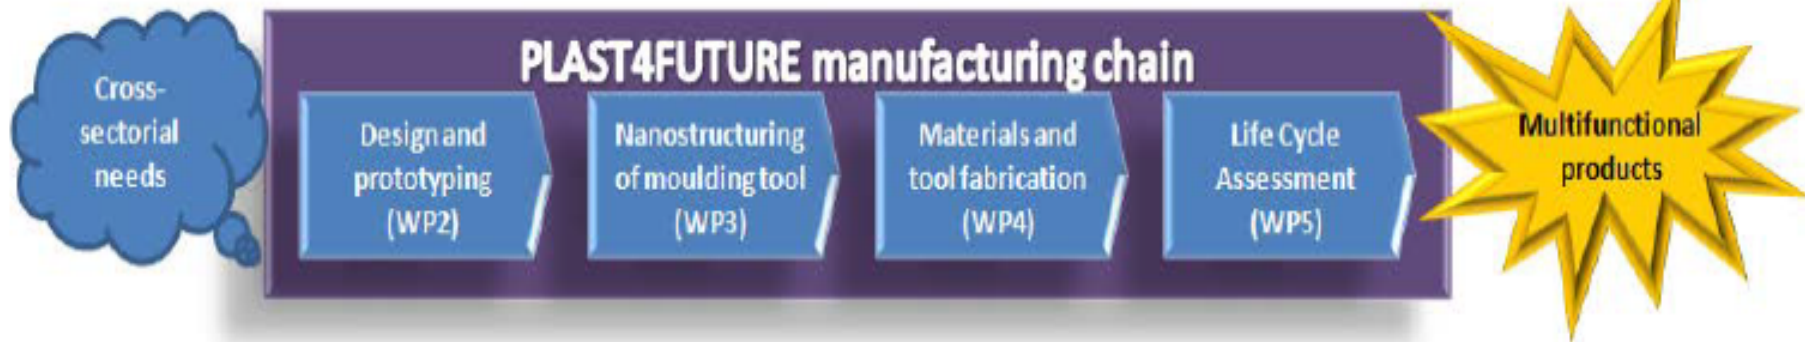 PLAST4FUTURE manufacturing chain
Cross-
sectorial
needs
Design and
prototyping
(WP2)
Nanostructuring
of moulding tool
(WP3)
Materials and
tool fabrication
(WP4)
Life Cycle
Assessment
(WP5)
Multifunctional
products